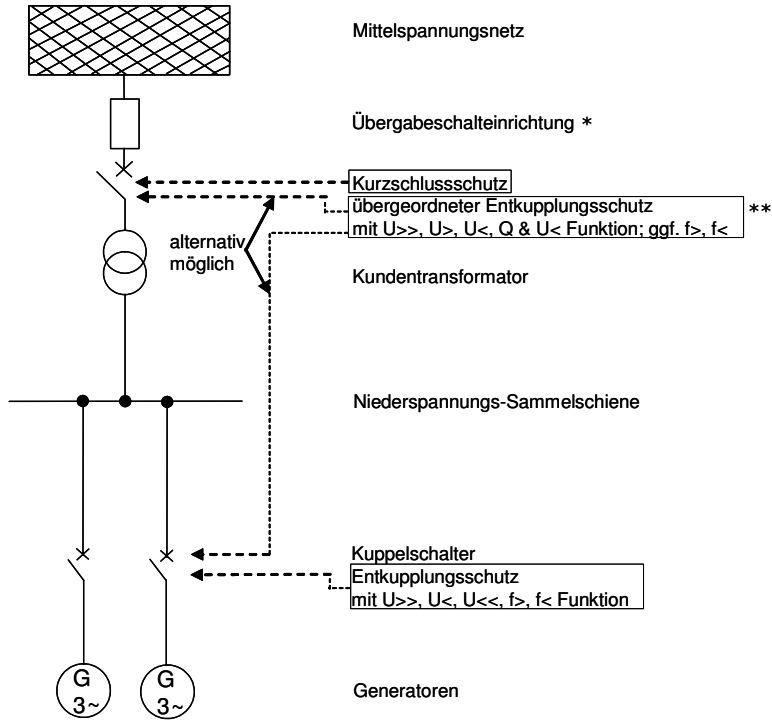 Mittelspannungsnetz
Übergabeschalteinrichtung *
Kurzschlussschutz
übergeordneter Entkupplungsschutz **
mit U>>, U>, U<, Q & U< Funktion; ggf. f>, f<
alternativ
möglich
Kundentransformator
Niederspannungs-Sammelschiene
Kuppelschalter
Entkupplungsschutz
mit U>>, U<, U<<, f>, f< Funktion
G
3~
G
3~
Generatoren